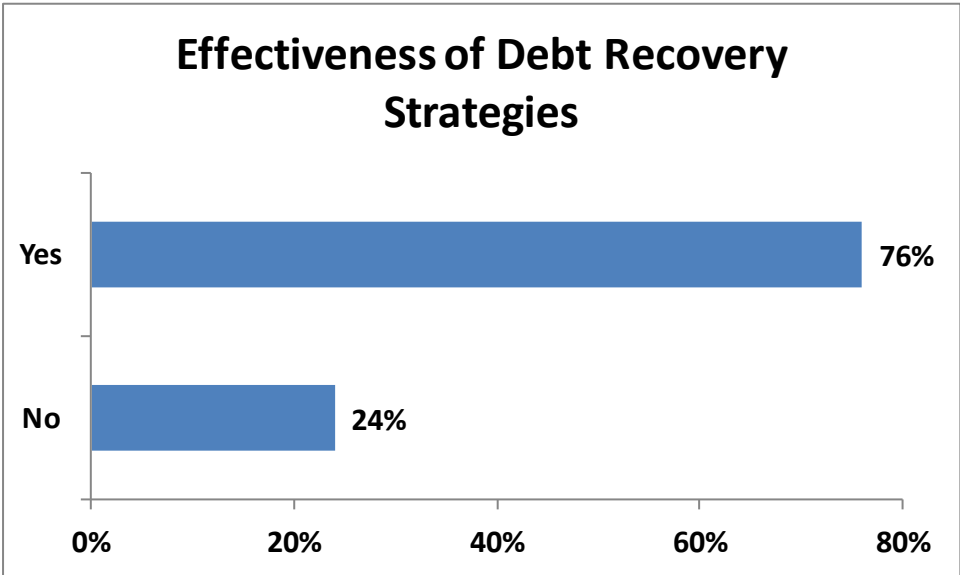 Effectiveness of Debt Recovery
Strategies
Yes
76%
No
24%
0%
20%
40%
60%
80%